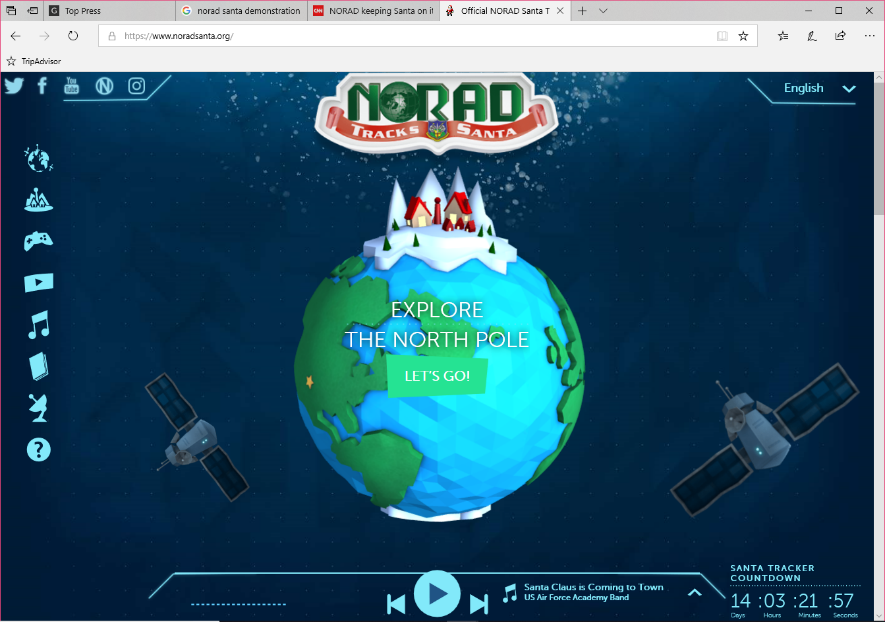 Top Press
norad santa demonstration
NORAD keeping Santa on it
Official NORAD Santa T
https://www.noradsanta.org/
TripAdvisor
You
Tube
N
English
NORAD
TRACKS SANTA
EXPLORE
THE NORTH POLE
LET'S GO!
?
SANTA TRACKER
COUNTDOWN
Santa Claus is Coming to Town
US Air Force Academy Band
14 :03 :21 :57
Days Hours Minutes Seconds